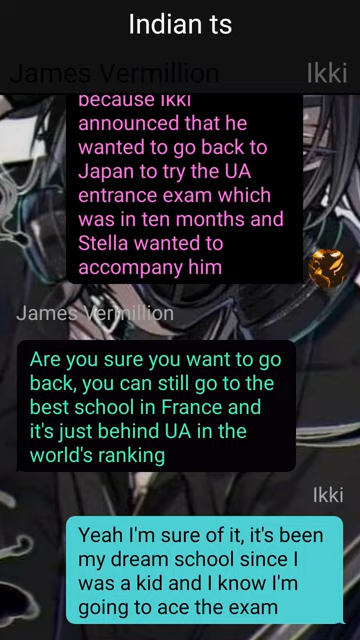 Indian ts
James Vermillion
Ikki
because Ikki
announced that he
wanted to go back to
Japan to try the UA
entrance exam which
was in ten months and
Stella wanted to
accompany him
James Vermillion
Are you sure you want to go
back, you can still go to the
best school in France and
it's just behind UA in the
world's ranking
Ikki
Yeah I'm sure of it, it's been
my dream school since I
was a kid and I know I'm
going to ace the exam